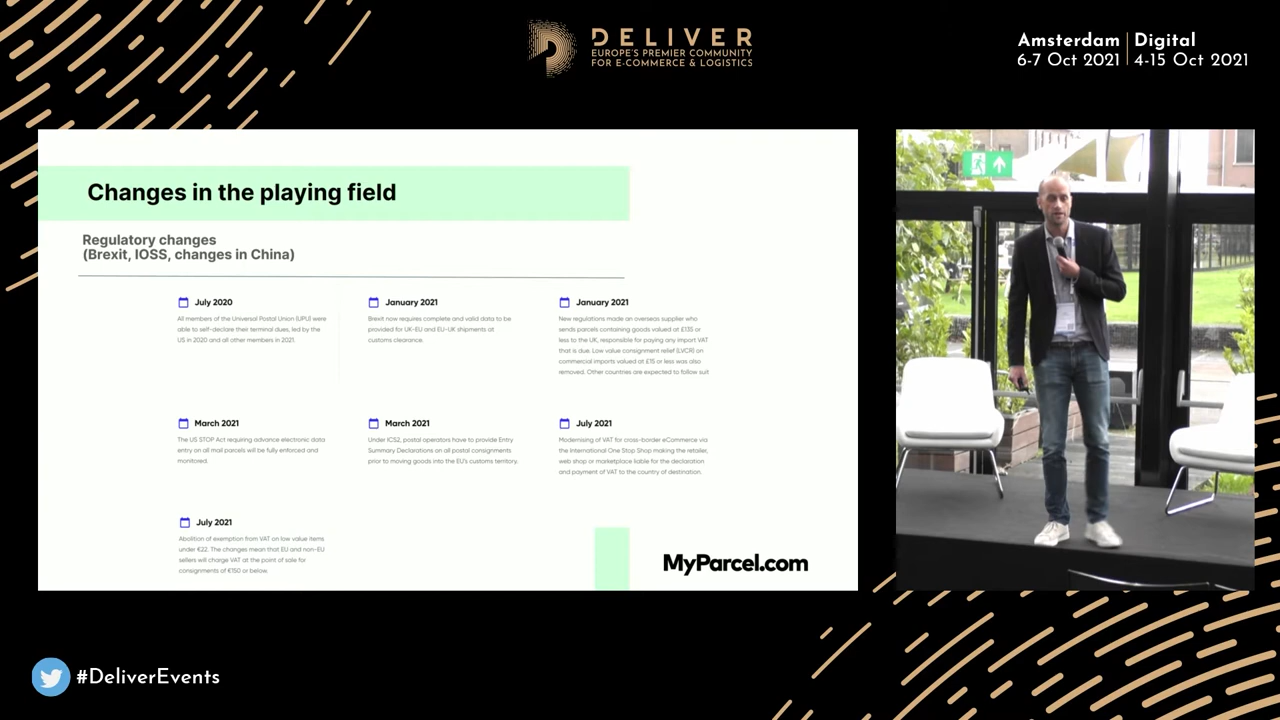 DELIVER
EUROPE'S PREMIER COMMUNITY
FOR E-COMMERCE & LOGISTICS
Amsterdam | Digital
6-7 Oct 2021 | 4-15 Oct 2021
Changes in the playing field
Regulatory changes
(Brexit, IOSS, changes in China)
July 2020
All members of the Universal Postal Union (UPU) were
able to self-declare their terminal dues, led by the
US in 2020 and all other members in 2021.
January 2021
Brexit now requires complete and valid data to be
provided for UK-EU and EU-UK shipments at
customs clearance.
January 2021
New regulations made an overseas supplier who
sends parcels containing goods valued at £135 or
less to the UK, responsible for paying any import VAT
that is due. Low value consignment relief (LVCR) on
commercial imports valued at £15 or less was also
removed. Other countries are expected to follow suit
March 2021
The US STOP Act requiring advance electronic data
entry on all mail parcels will be fully enforced and
monitored.
March 2021
Under ICS2, postal operators have to provide Entry
Summary Declarations on all postal consignments
prior to moving goods into the EU's customs territory.
July 2021
Modernising of VAT for cross-border eCommerce via
the International One Stop Shop making the retailer,
web shop or marketplace liable for the declaration
and payment of VAT to the country of destination.
July 2021
Abolition of exemption from VAT on low value items
under €22. The changes mean that EU and non-EU
sellers will charge VAT at the point of sale for
consignments of €150 or below.
MyParcel.com
#DeliverEvents